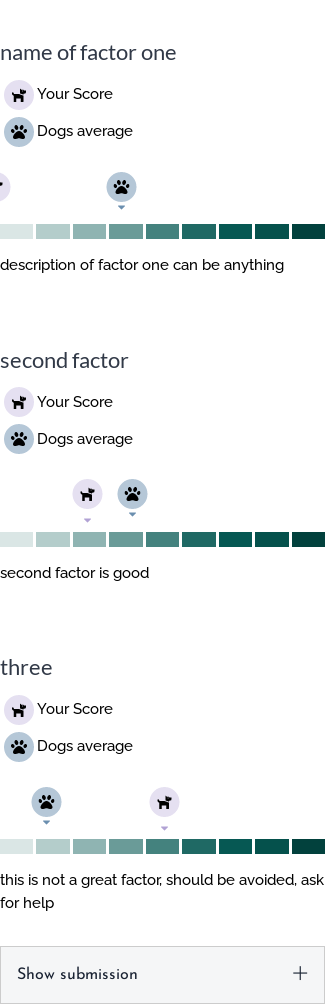 name of factor one
Your Score
Dogs average
description of factor one can be anything
second factor
Your Score
Dogs average
second factor is good
three
Your Score
Dogs average
this is not a great factor, should be avoided, ask
for help
Show submission